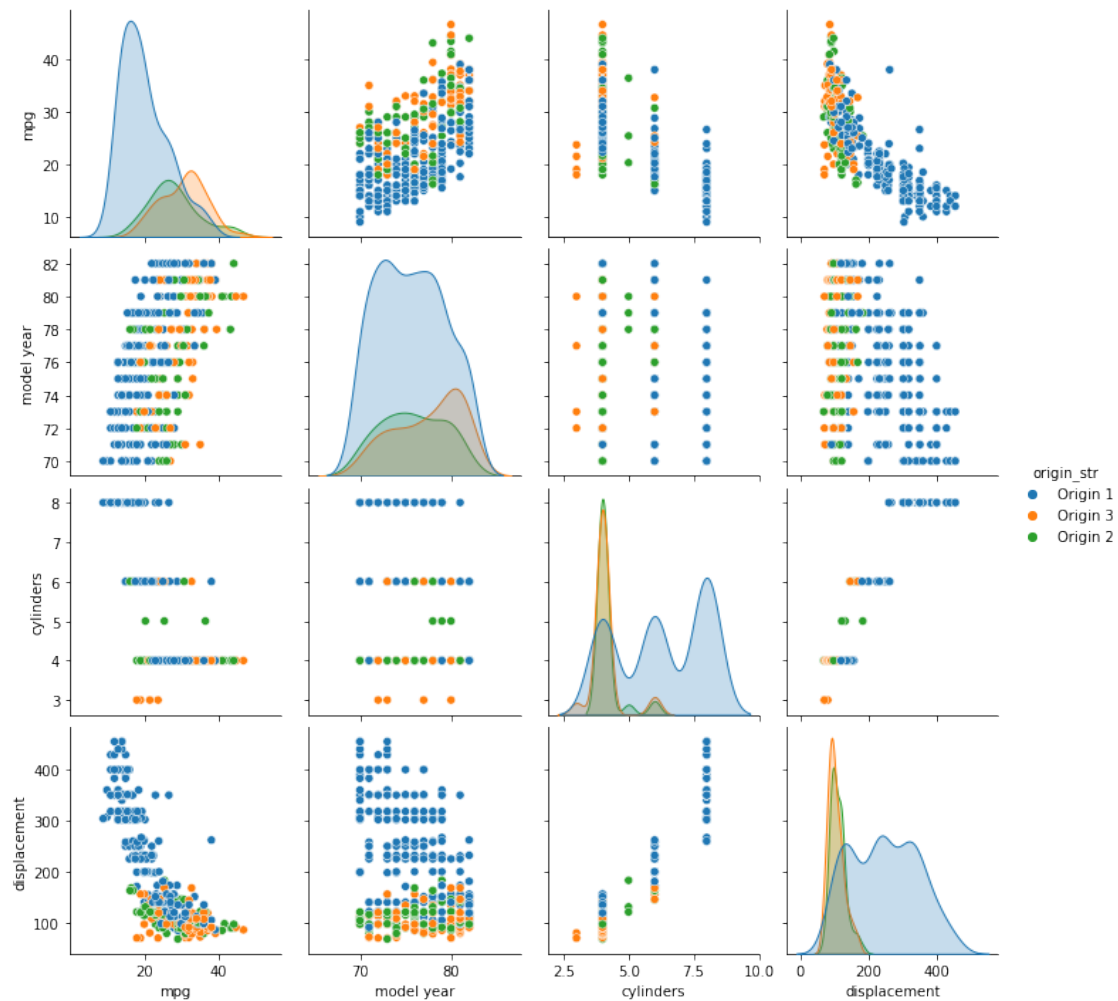 mpg
40
30
20
10
model year
82
80
78
76
74
72
70
cylinders
8
7
6
5
4
3
displacement
400
300
200
100
20 40
mpg
70 80
model year
2.5 5.0 7.5 10.0
cylinders
0 200 400
displacement
origin_str
Origin 1
Origin 3
Origin 2